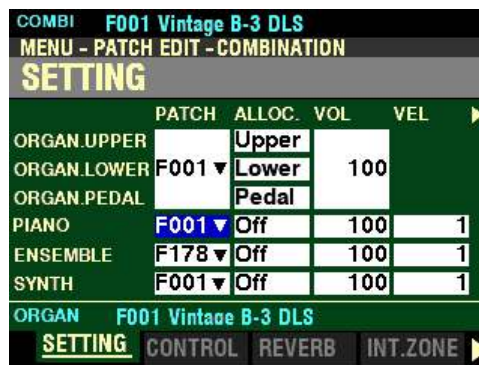 COMBI F001 Vintage B-3 DLS
MENU - PATCH EDIT -COMBINATION
SETTING
PATCH ALLOC. VOL VEL
ORGAN.UPPER Upper
ORGAN.LOWER F001 ▼ Lower 100
ORGAN.PEDAL Pedal
PIANO F001 ▼ Off 100 1
ENSEMBLE F178 ▼ Off 100 1
SYNTH F001 ▼ Off 100 1
ORGAN F001 Vintage B-3 DLS
SETTING CONTROL REVERB INT.ZONE